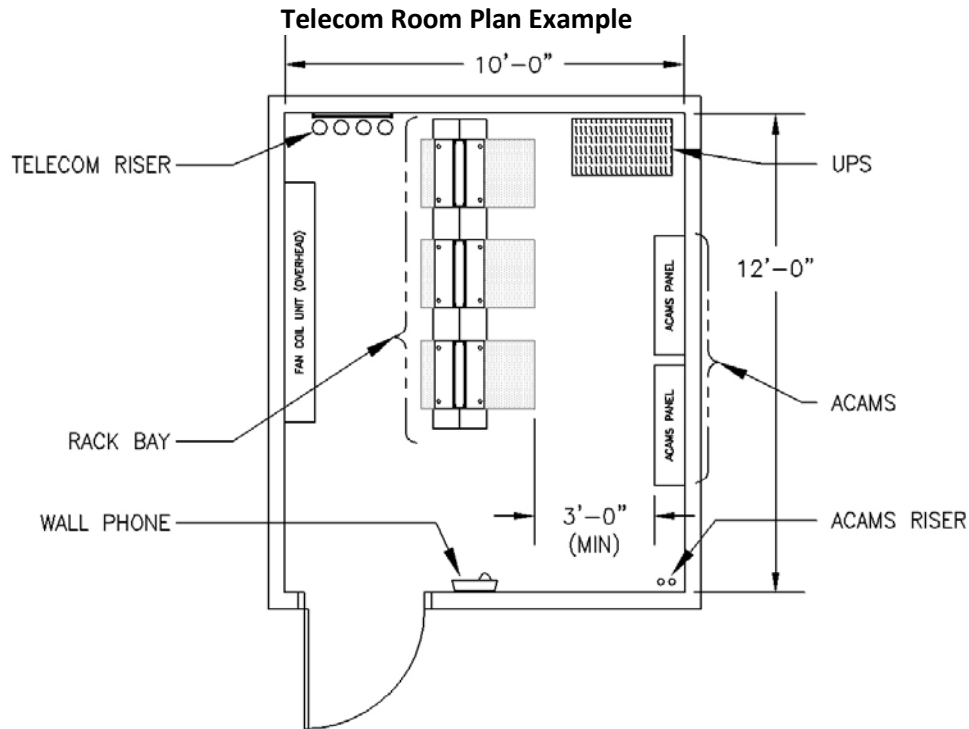 Telecom Room Plan Example
10'-0"
TELECOM RISER
UPS
FAN COIL UNIT (OVERHEAD)
ACAMS PANEL
12'-0"
ACAMS PANEL
ACAMS
RACK BAY
3'-0"
(MIN)
WALL PHONE
ACAMS RISER